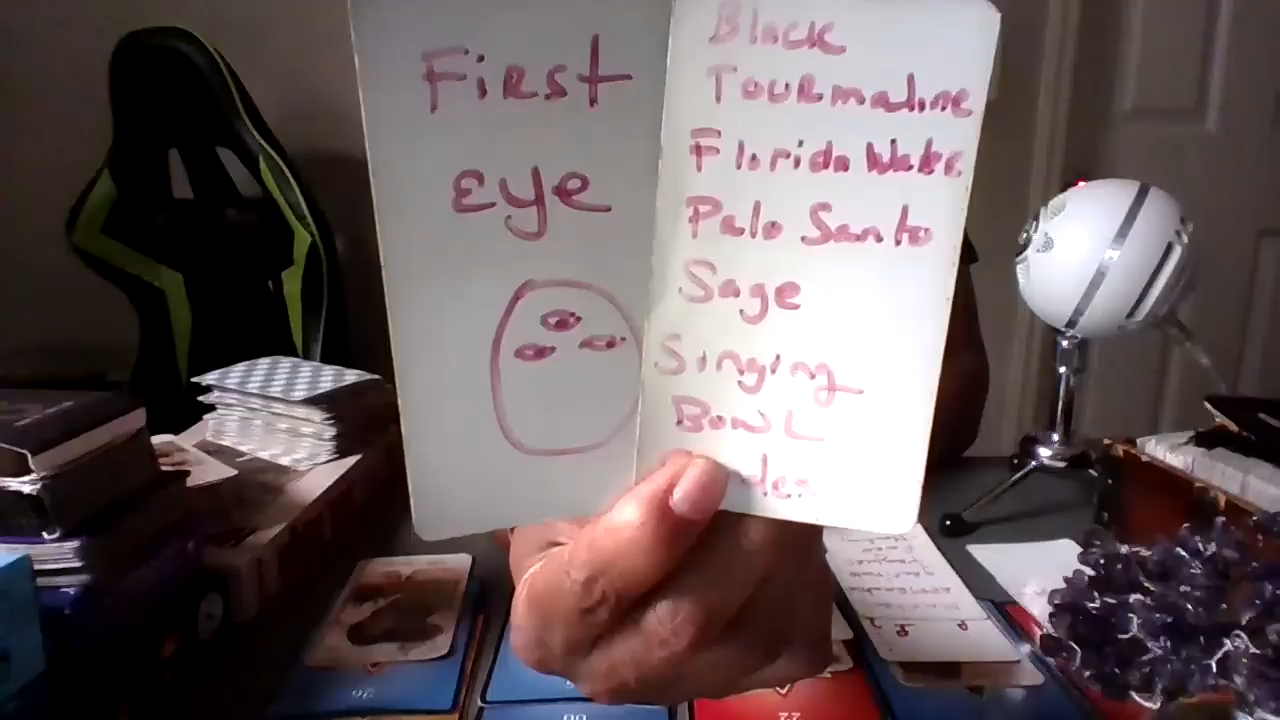 First
Eye
Black
Tourmaline
Florida Water
Palo Santo
Sage
Singing
Bowl